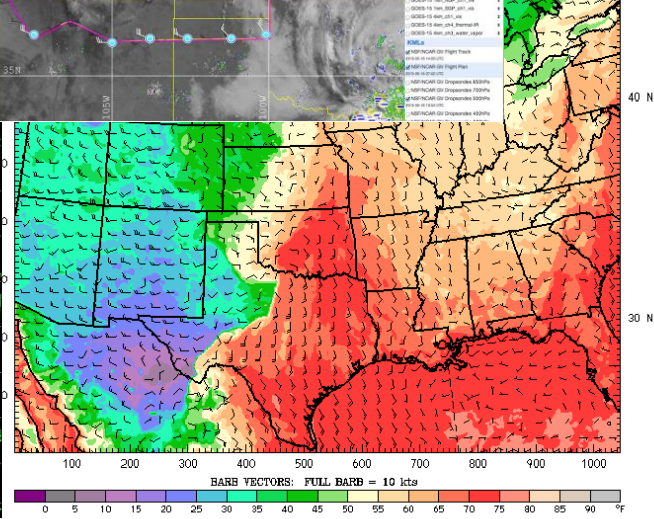 GOES-15 4km_ch1_vis
GOES-15 4km_ch4_thermal-IR
GOES-15 4km_ch3_water_vapor
KMLs
NSF/NCAR GV Flight Track
NSF/NCAR GV Flight Plan
NSF/NCAR GV Dropsondes 850hPa
NSF/NCAR GV Dropsondes 700hPa
NSF/NCAR GV Dropsondes 500hPa
NSF/NCAR GV Dropsondes 400hPa
35N
105W
100W
40 N
30 N
100 200 300 400 500 600 700 800 900 1000
BARB VECTORS: FULL BARB = 10 kts
0 5 10 15 20 25 30 35 40 45 50 55 60 65 70 75 80 85 90 °F